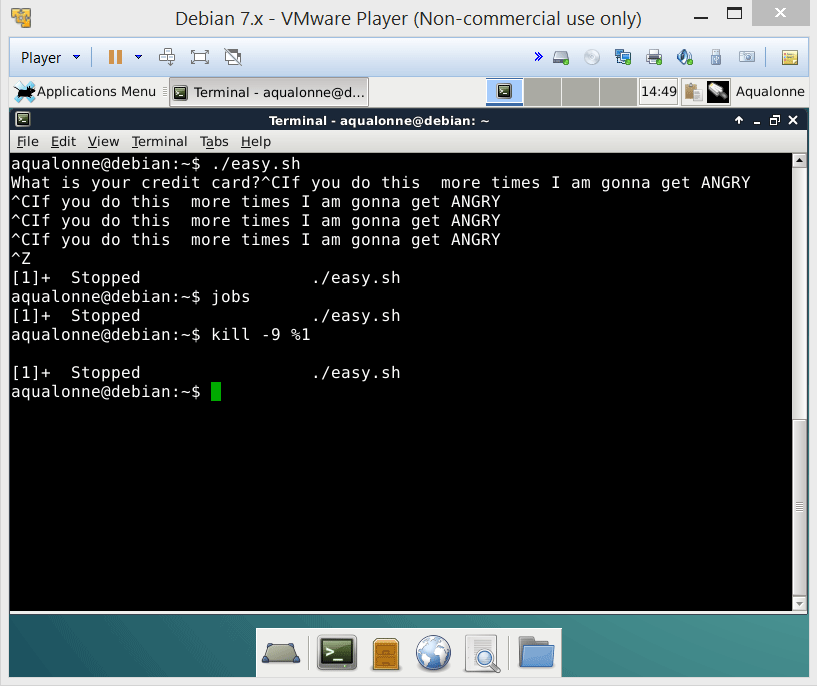 Debian 7.x - VMware Player (Non-commercial use only)
Player
Applications Menu
Terminal - aqualonne@d...
14:49
Aqualonne
Terminal - aqualonne@debian: ~
File Edit View Terminal Tabs Help
aqualonne@debian:~$ ./easy.sh
What is your credit card?^CIf you do this  more times I am gonna get ANGRY
^CIf you do this  more times I am gonna get ANGRY
^CIf you do this  more times I am gonna get ANGRY
^CIf you do this  more times I am gonna get ANGRY
^Z
[1]+  Stopped                 ./easy.sh
aqualonne@debian:~$ jobs
[1]+  Stopped                 ./easy.sh
aqualonne@debian:~$ kill -9 %1
[1]+  Stopped                 ./easy.sh
aqualonne@debian:~$